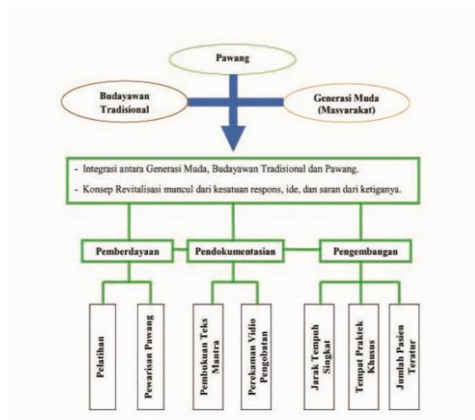 Pawang
Budayawan
Tradisional
Generasi Muda
(Masyarakat)
- Integrasi antara Generasi Muda, Budayawan Tradisional dan Pawang.
- Konsep Revitalisasi muncul dari kesatuan respons, ide, dan saran dari ketiganya.
Pemberdayaan
Pendokumentasian
Pengembangan
Pelatihan
Pewarisan Pawang
Pembukuan Teks
Mantra
Perekaman Vidio
Pengobatan
Jarak Tempuh
Singkat
Tempat Praktek
Khusus
Jumlah Pasien
Teratur